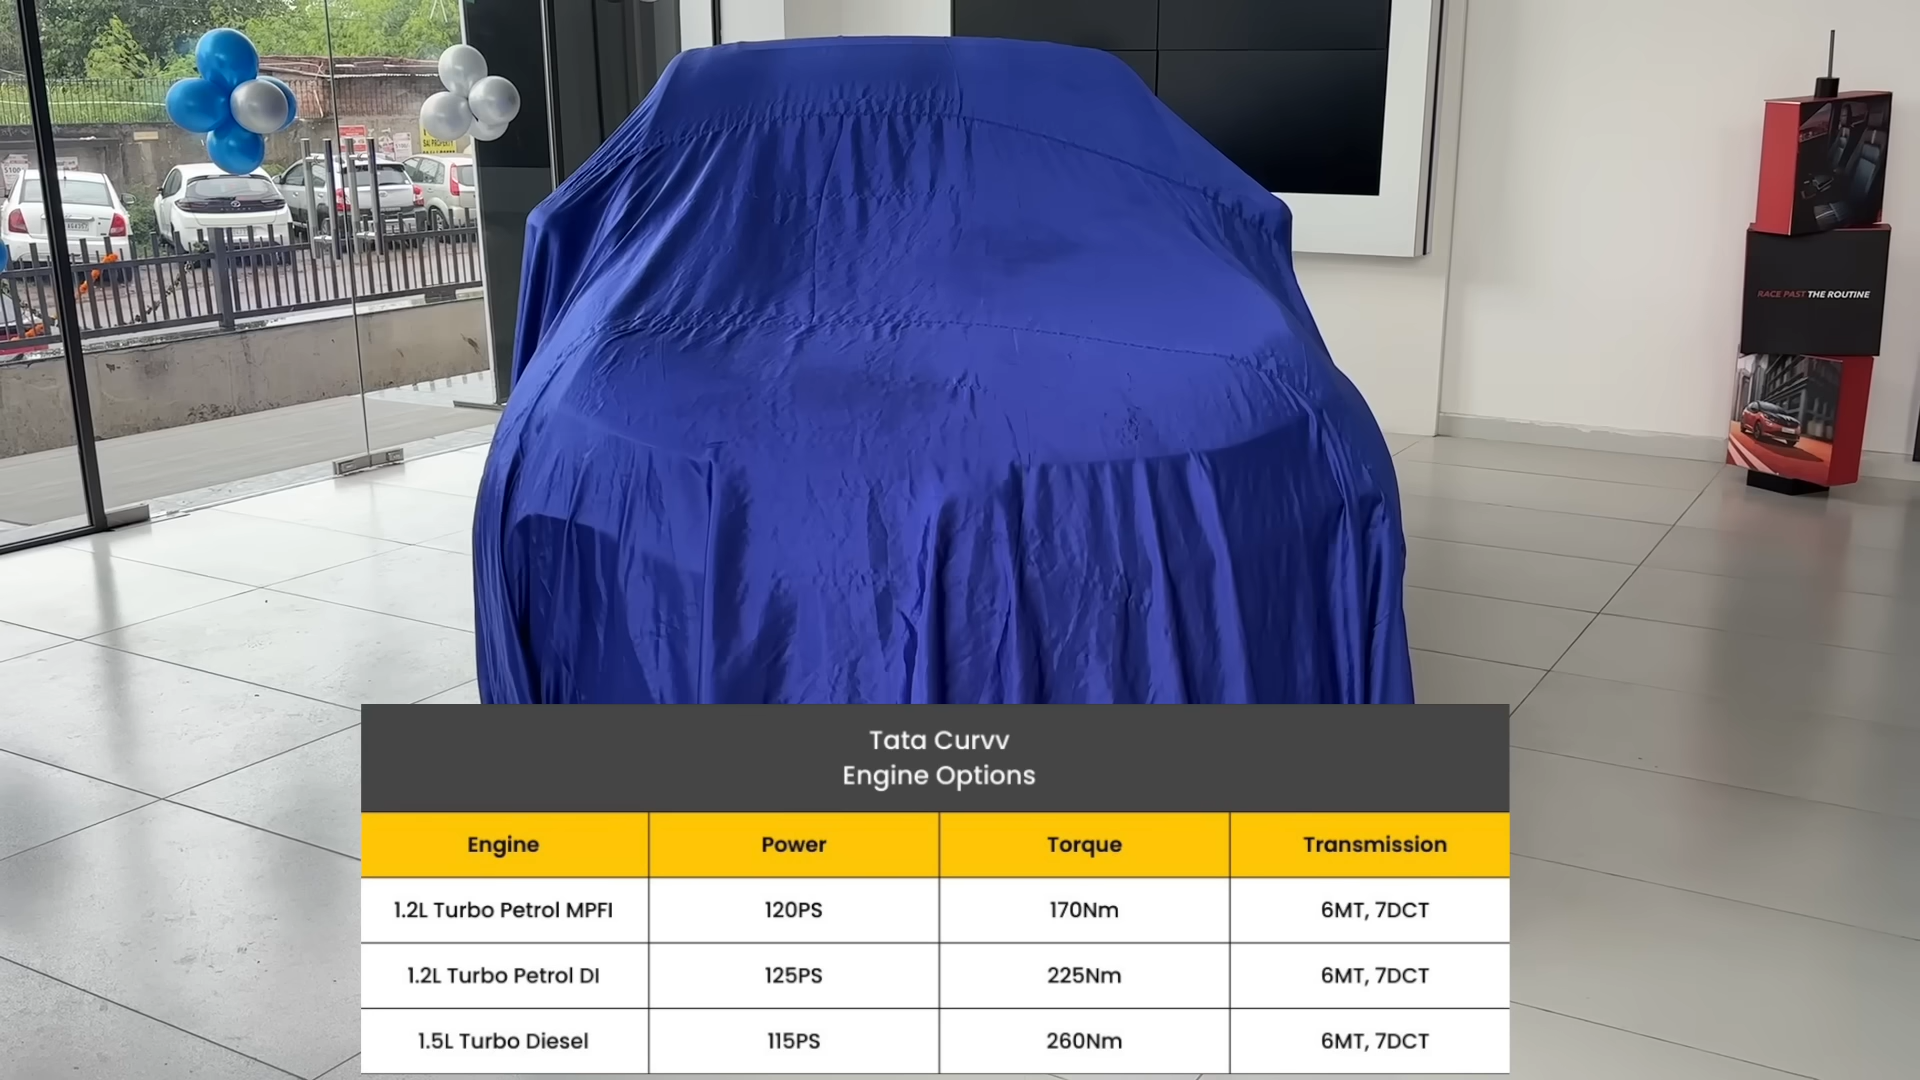 RACE PAST THE ROUTINE
Tata Curvv
Engine Options
Engine Power Torque Transmission
1.2L Turbo Petrol MPFI 120PS 170Nm 6MT, 7DCT
1.2L Turbo Petrol DI 125PS 225Nm 6MT, 7DCT
1.5L Turbo Diesel 115PS 260Nm 6MT, 7DCT